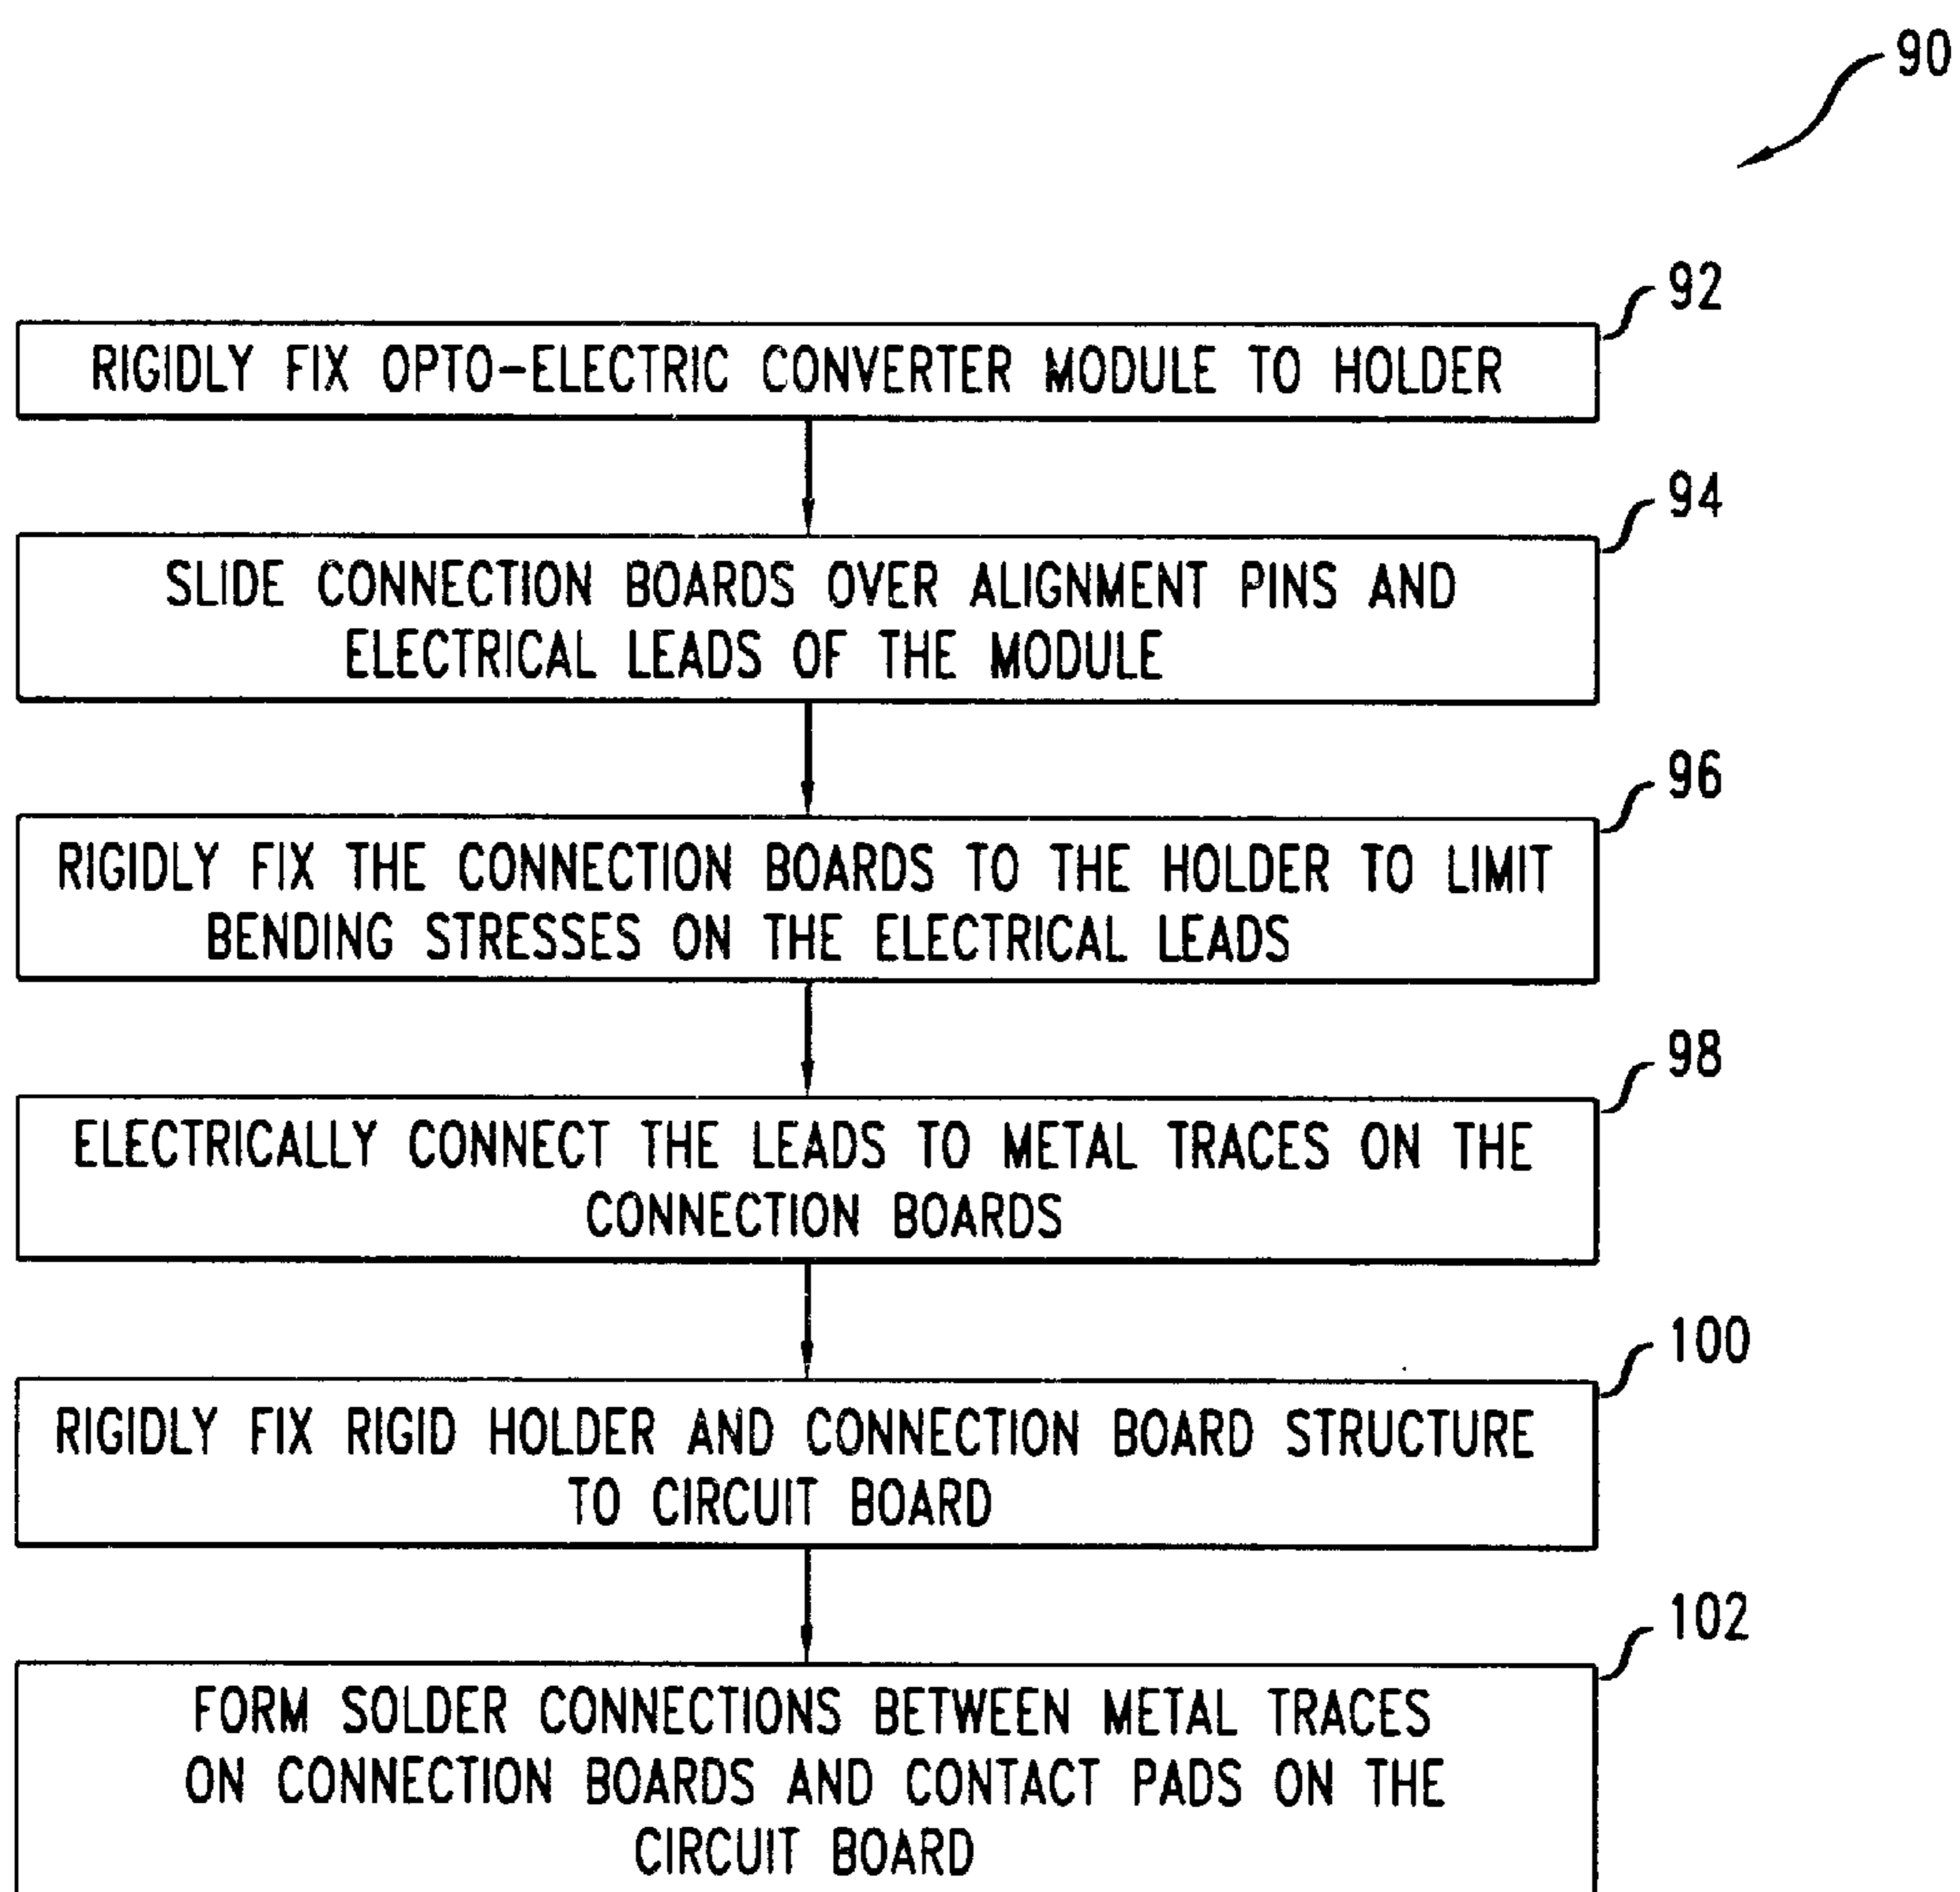 90
92
RIGIDLY FIX OPTO-ELECTRIC CONVERTER MODULE TO HOLDER
94
SLIDE CONNECTION BOARDS OVER ALIGNMENT PINS AND
ELECTRICAL LEADS OF THE MODULE
96
RIGIDLY FIX THE CONNECTION BOARDS TO THE HOLDER TO LIMIT
BENDING STRESSES ON THE ELECTRICAL LEADS
98
ELECTRICALLY CONNECT THE LEADS TO METAL TRACES ON THE
CONNECTION BOARDS
100
RIGIDLY FIX RIGID HOLDER AND CONNECTION BOARD STRUCTURE
TO CIRCUIT BOARD
102
FORM SOLDER CONNECTIONS BETWEEN METAL TRACES
ON CONNECTION BOARDS AND CONTACT PADS ON THE
CIRCUIT BOARD